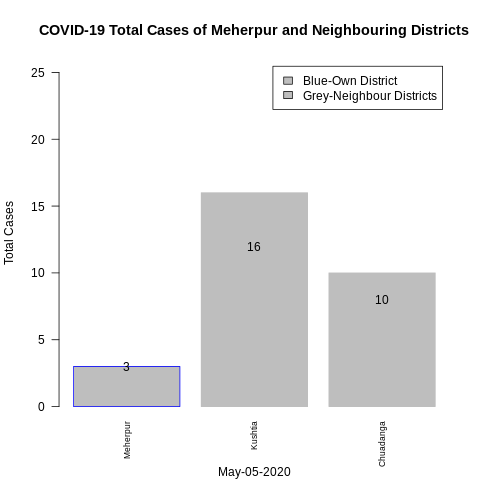 COVID-19 Total Cases of Meherpur and Neighbouring Districts
Blue-Own District
Grey-Neighbour Districts
Total Cases
25
20
15
10
5
0
3
16
10
Meherpur
Kushtia
Chuadanga
May-05-2020